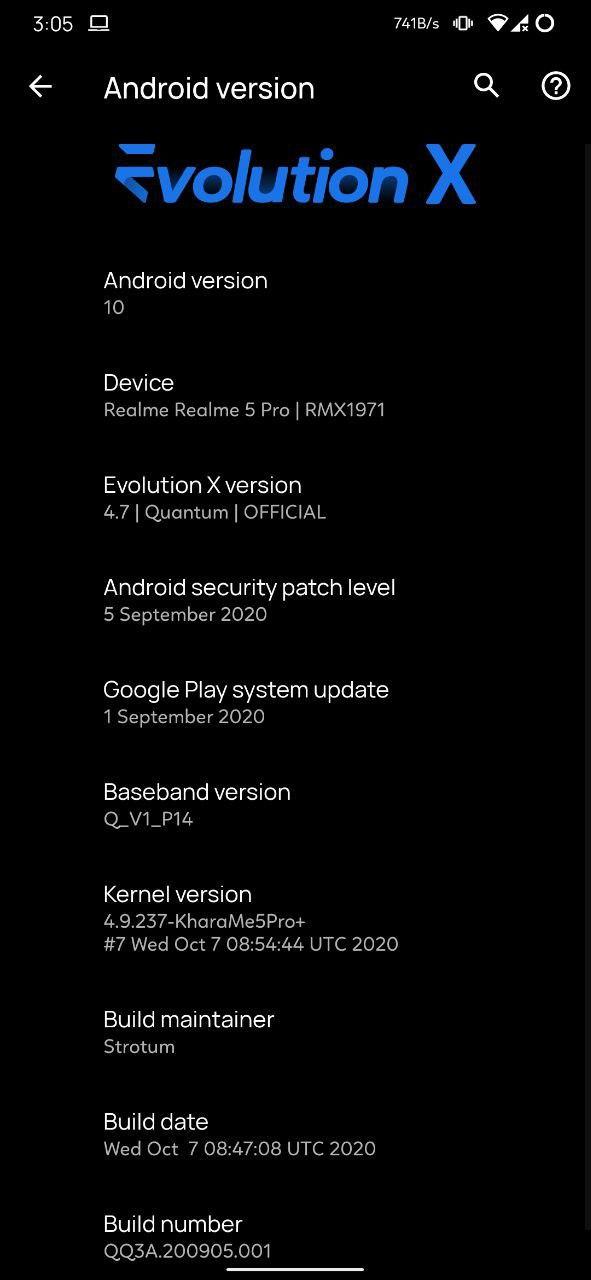 3:05 741B/s
Android version
Evolution X
Android version
10
Device
Realme Realme 5 Pro | RMX1971
Evolution X version
4.7 | Quantum | OFFICIAL
Android security patch level
5 September 2020
Google Play system update
1 September 2020
Baseband version
Q_V1_P14
Kernel version
4.9.237-KharaMe5Pro+
#7 Wed Oct 7 08:54:44 UTC 2020
Build maintainer
Strotum
Build date
Wed Oct  7 08:47:08 UTC 2020
Build number
QQ3A.200905.001